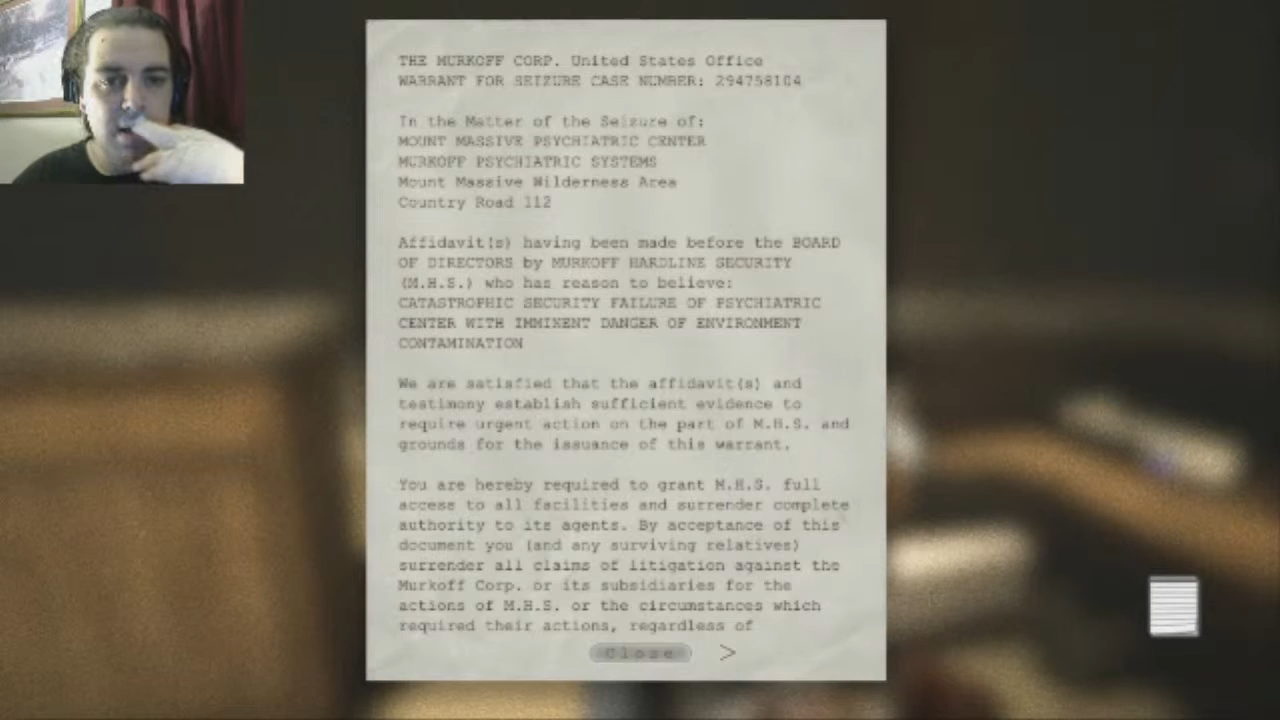 THE MURKOFF CORP. United States Office
WARRANT FOR SEIZURE CASE NUMBER: 294758104
In the Matter of the Seizure of:
MOUNT MASSIVE PSYCHIATRIC CENTER
MURKOFF PSYCHIATRIC SYSTEMS
Mount Massive Wilderness Area
Country Road 112
Affidavit(s) having been made before the BOARD
OF DIRECTORS by MURKOFF HARDLINE SECURITY
(M.H.S.) who has reason to believe:
CATASTROPHIC SECURITY FAILURE OF PSYCHIATRIC
CENTER WITH IMMINENT DANGER OF ENVIRONMENT
CONTAMINATION
We are satisfied that the affidavit(s) and
testimony establish sufficient evidence to
require urgent action on the part of M.H.S. and
grounds for the issuance of this warrant.
You are hereby required to grant M.H.S. full
access to all facilities and surrender complete
authority to its agents. By acceptance of this
document you (and any surviving relatives)
surrender all claims of litigation against the
Murkoff Corp. or its subsidiaries for the
actions of M.H.S. or the circumstances which
required their actions, regardless of
Close >